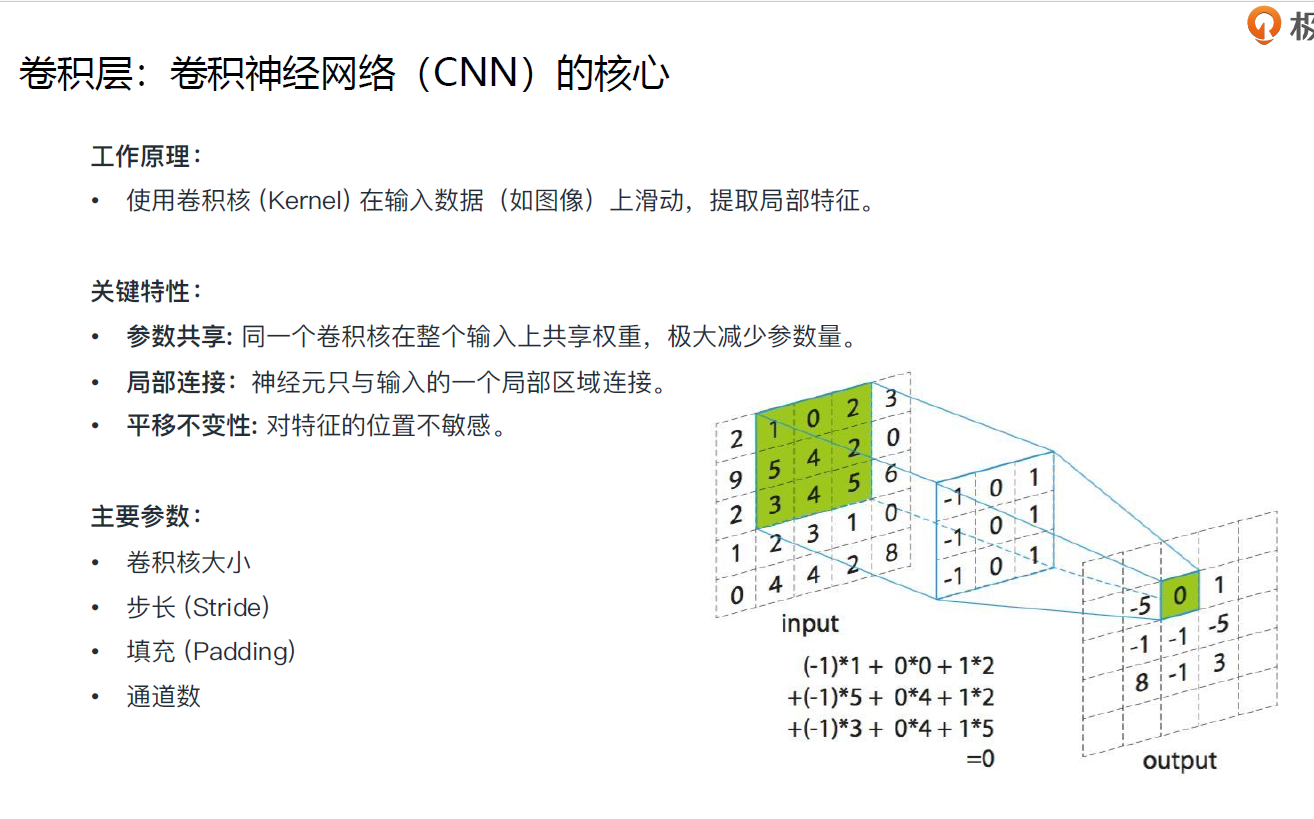 极
卷积层：卷积神经网络（CNN）的核心
工作原理：
• 使用卷积核 (Kernel) 在输入数据（如图像）上滑动，提取局部特征。
关键特性：
• 参数共享: 同一个卷积核在整个输入上共享权重，极大减少参数量。
• 局部连接：神经元只与输入的一个局部区域连接。
• 平移不变性: 对特征的位置不敏感。
主要参数：
• 卷积核大小
• 步长 (Stride)
• 填充 (Padding)
• 通道数
2 1 0 2 3
9 5 4 2 0
2 3 4 5 6
1 2 3 1 0
0 4 4 2 8
input
-1 0 1
-1 0 1
-1 0 1
(-1)*1 + 0*0 + 1*2
+(-1)*5 + 0*4 + 1*2
+(-1)*3 + 0*4 + 1*5
=0
-5 0 1
-1 -1 -5
8 -1 3
output